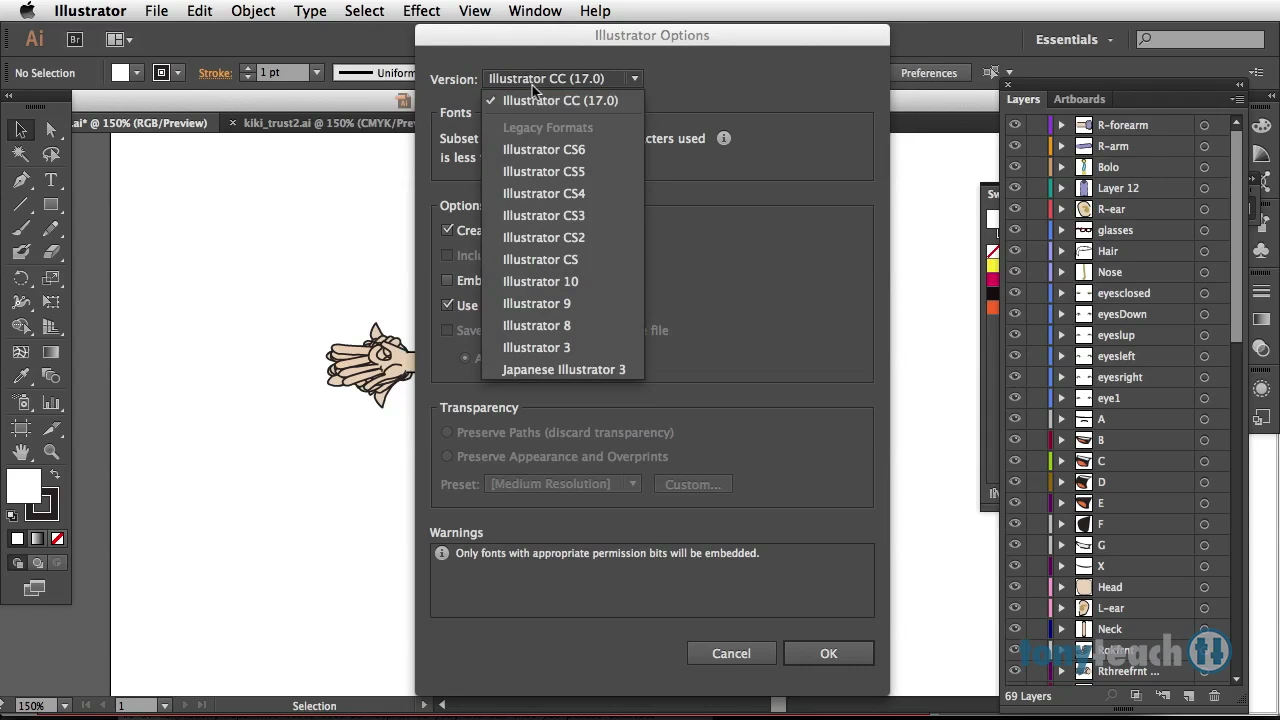 Illustrator File Edit Object Type Select Effect View Window Help
Ai Br Essentials
Illustrator Options
No Selection Stroke: 1 pt Uniform Preferences
Version: Illustrator CC (17.0)
Illustrator CC (17.0)
Legacy Formats
Illustrator CS6
Illustrator CS5
Illustrator CS4
Illustrator CS3
Illustrator CS2
Illustrator CS
Illustrator 10
Illustrator 9
Illustrator 8
Illustrator 3
Japanese Illustrator 3
.ai* @ 150% (RGB/Preview) kiki_trust2.ai @ 150% (CMYK/Pre
Fonts
Subset cters used
is less
Options
Crea
Inclu
Emb
Use
Save e file
A
Transparency
Preserve Paths (discard transparency)
Preserve Appearance and Overprints
Preset: [Medium Resolution] Custom...
Warnings
Only fonts with appropriate permission bits will be embedded.
Cancel OK
Sw
Layers Artboards
R-forearm
R-arm
Bolo
Layer 12
R-ear
glasses
Hair
Nose
eyesclosed
eyesDown
eyeslup
eyesleft
eyesright
eye1
A
B
C
D
E
F
G
X
Head
L-ear
Neck
Rthreefrnt ...
69 Layers
tonyteach tt
150% 1 Selection